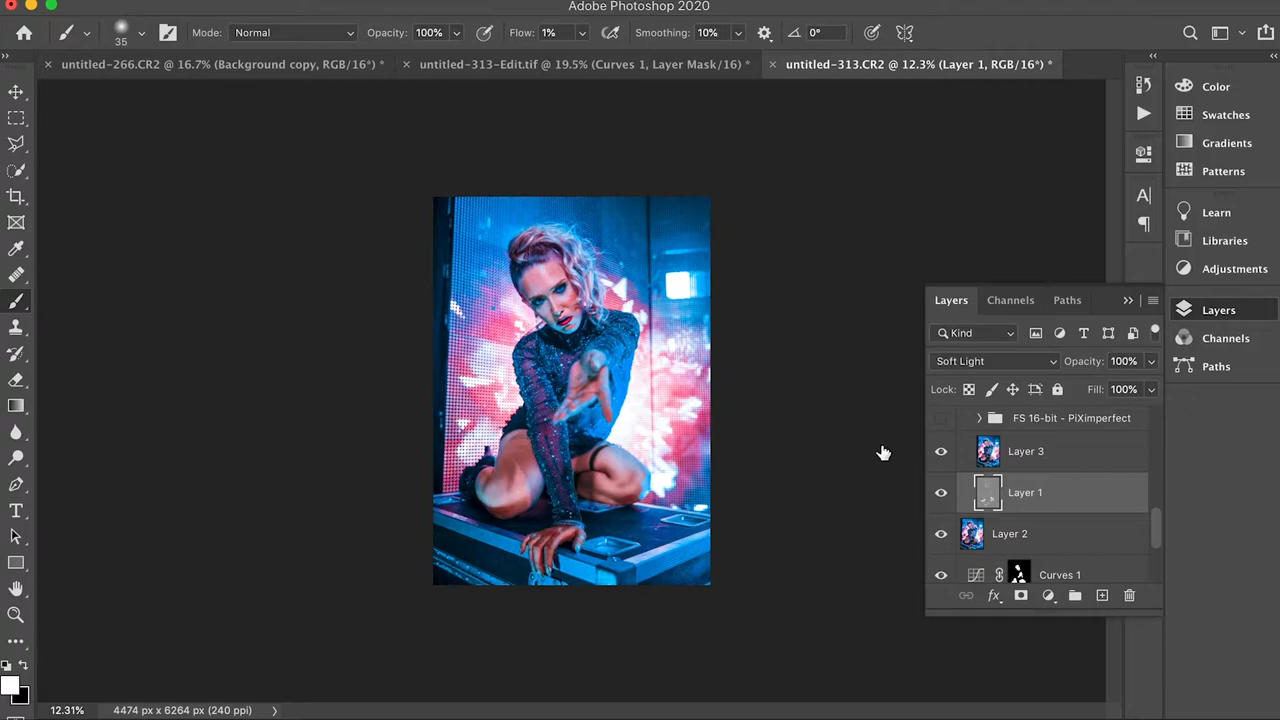 Adobe Photoshop 2020
35 Mode: Normal Opacity: 100% Flow: 1% Smoothing: 10% 0°
untitled-266.CR2 @ 16.7% (Background copy, RGB/16*) * untitled-313-Edit.tif @ 19.5% (Curves 1, Layer Mask/16) * untitled-313.CR2 @ 12.3% (Layer 1, RGB/16*) *
Color
Swatches
Gradients
Patterns
Learn
Libraries
Adjustments
Layers
Channels
Paths
Layers Channels Paths
Kind
Soft Light Opacity: 100%
Lock: Fill: 100%
FS 16-bit - PiXimperfect
Layer 3
Layer 1
Layer 2
Curves 1
fx
12.31% 4474 px x 6264 px (240 ppi)